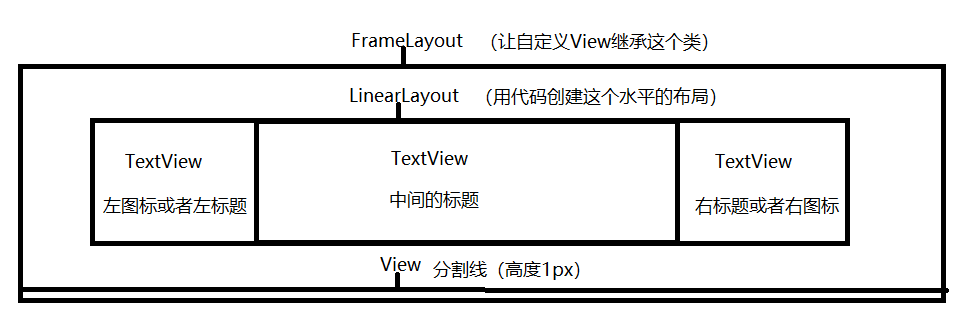 FrameLayout （让自定义View继承这个类）
LinearLayout （用代码创建这个水平的布局）
TextView TextView TextView
左图标或者左标题 中间的标题 右标题或者右图标
View 分割线（高度1px）